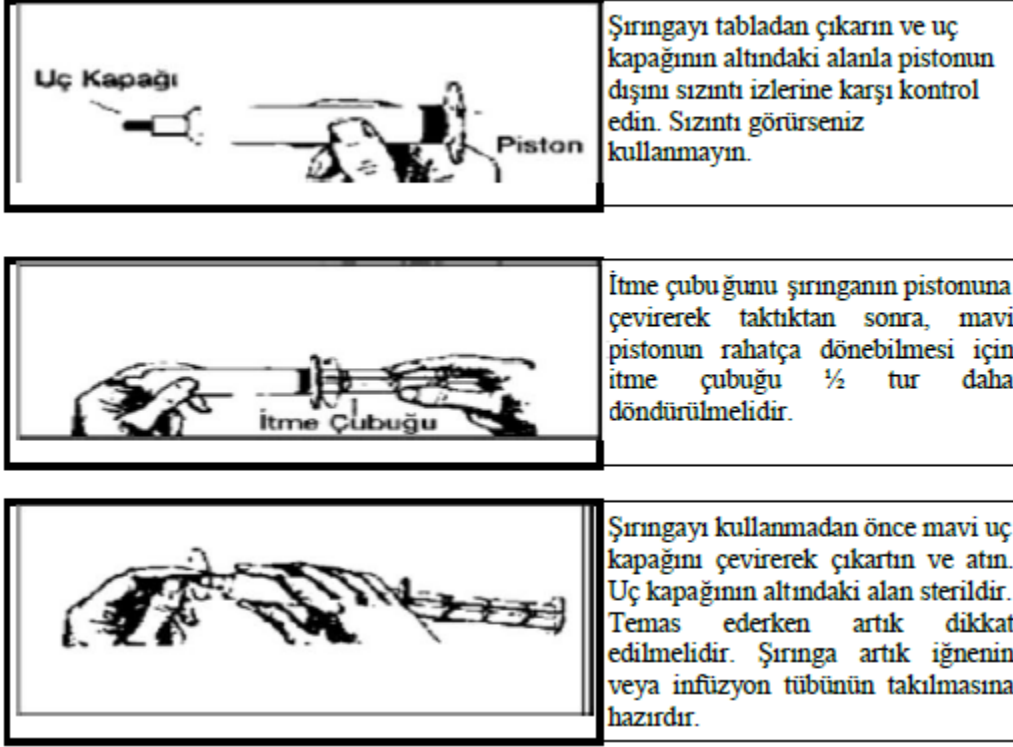 Uç Kapağı
Piston
Şırıngayı tabladan çıkarın ve uç
kapağının altındaki alanla pistonun
dışını sızıntı izlerine karşı kontrol
edin. Sızıntı görürseniz
kullanmayın.
İtme Çubuğu
İtme çubuğunu şırınganın pistonuna
çevirerek taktıktan sonra, mavi
pistonun rahatça dönebilmesi için
itme çubuğu ½ tur daha
döndürülmelidir.
Şırıngayı kullanmadan önce mavi uç
kapağını çevirerek çıkartın ve atın.
Uç kapağının altındaki alan sterildir.
Temas ederken artık dikkat
edilmelidir. Şırınga artık iğnenin
veya infüzyon tübünün takılmasına
hazırdır.